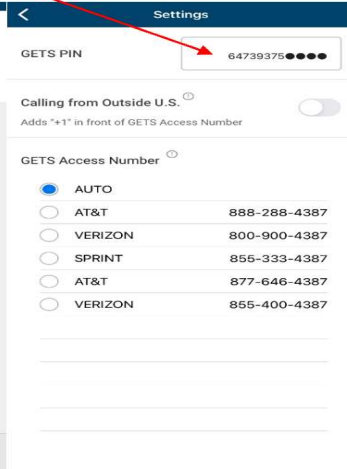 Settings
GETS PIN 64739375●●●●
Calling from Outside U.S.
Adds "+1" in front of GETS Access Number
GETS Access Number
AUTO
AT&T 888-288-4387
VERIZON 800-900-4387
SPRINT 855-333-4387
AT&T 877-646-4387
VERIZON 855-400-4387